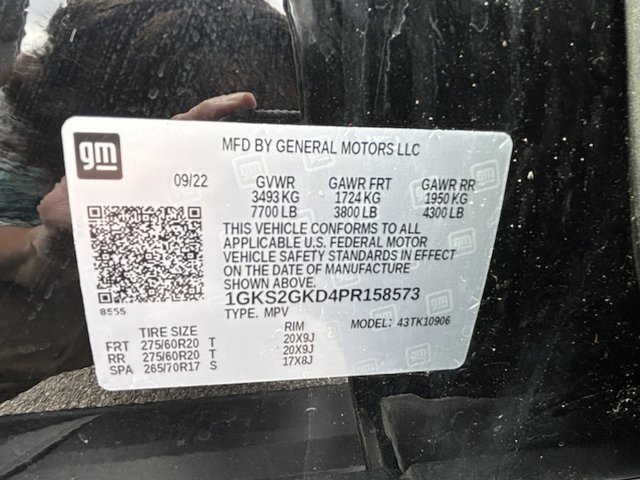 gm
MFD BY GENERAL MOTORS LLC
09/22 GVWR GAWR FRT GAWR RR
3493 KG 1724 KG 1950 KG
7700 LB 3800 LB 4300 LB
THIS VEHICLE CONFORMS TO ALL
APPLICABLE U.S. FEDERAL MOTOR
VEHICLE SAFETY STANDARDS IN EFFECT
ON THE DATE OF MANUFACTURE
SHOWN ABOVE.
1GKS2GKD4PR158573
TYPE. MPV MODEL: 43TK10906
TIRE SIZE RIM
FRT 275/60R20 T 20X9J
RR 275/60R20 T 20X9J
SPA 265/70R17 S 17X8J